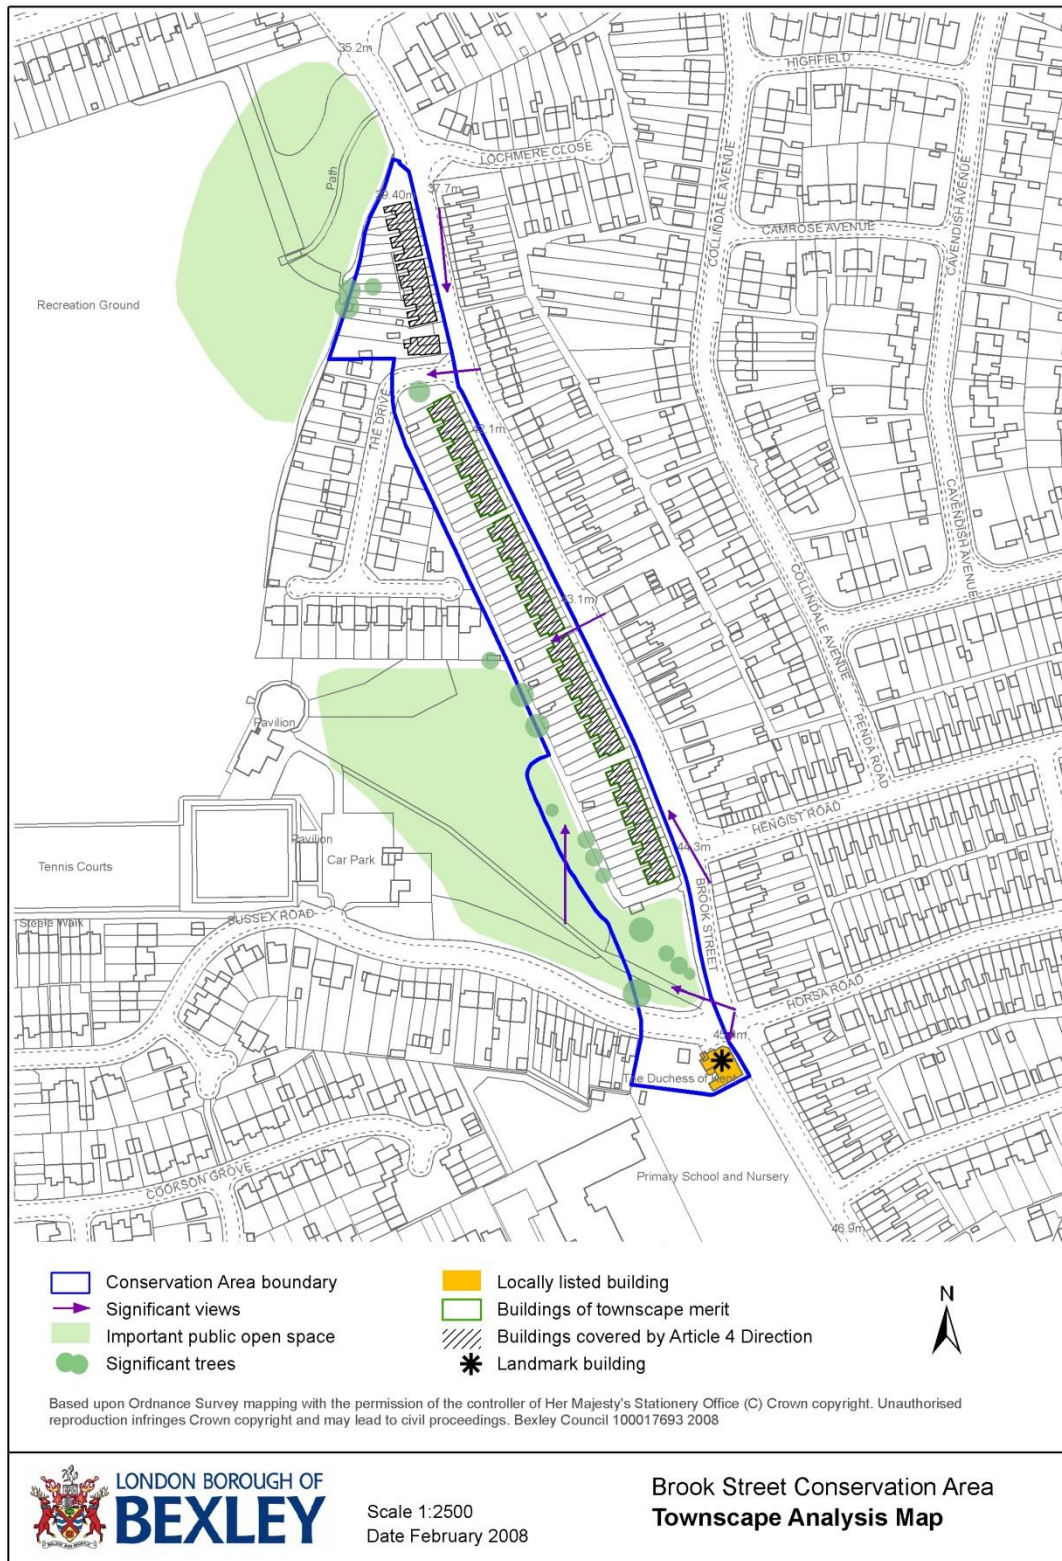 35.2m
HIGHFIELD
LOCHMERE CLOSE
Path
COLLINDALE AVENUE
CAVENDISH AVENUE
37.7m
39.40m
CAMROSE AVENUE
Recreation Ground
THE DRIVE
42.1m
CAVENDISH AVENUE
COLLINDALE AVENUE
43.1m
PENDA ROAD
Pavilion
HENGIST ROAD
Pavilion
44.3m
Tennis Courts
Car Park
BROOK STREET
Steele Walk
SUSSEX ROAD
HORSA ROAD
The Duchess of Kent
Primary School and Nursery
COOKSON GROVE
46.9m
Conservation Area boundary
Significant views
Important public open space
Significant trees
Locally listed building
Buildings of townscape merit
Buildings covered by Article 4 Direction
Landmark building
N
Based upon Ordnance Survey mapping with the permission of the controller of Her Majesty's Stationery Office (C) Crown copyright. Unauthorised
reproduction infringes Crown copyright and may lead to civil proceedings. Bexley Council 100017693 2008
LONDON BOROUGH OF
BEXLEY
Scale 1:2500
Date February 2008
Brook Street Conservation Area
Townscape Analysis Map